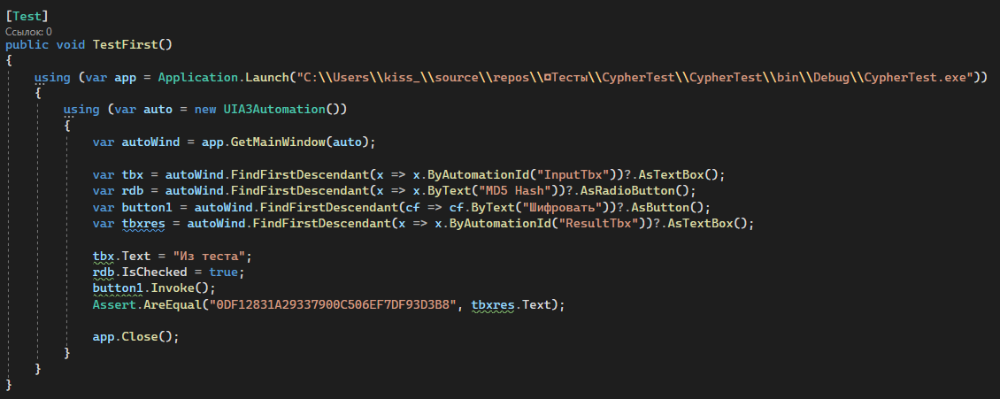 [Test]
Ссылок: 0
public void TestFirst()
{
using (var app = Application.Launch("C:\\Users\\kiss_\\source\\repos\\¤Тесты\\CypherTest\\CypherTest\\bin\\Debug\\CypherTest.exe"))
{
using (var auto = new UIA3Automation())
{
var autoWind = app.GetMainWindow(auto);
var tbx = autoWind.FindFirstDescendant(x => x.ByAutomationId("InputTbx"))?.AsTextBox();
var rdb = autoWind.FindFirstDescendant(x => x.ByText("MD5 Hash"))?.AsRadioButton();
var button1 = autoWind.FindFirstDescendant(cf => cf.ByText("Шифровать"))?.AsButton();
var tbxres = autoWind.FindFirstDescendant(x => x.ByAutomationId("ResultTbx"))?.AsTextBox();
tbx.Text = "Из теста";
rdb.IsChecked = true;
button1.Invoke();
Assert.AreEqual("0DF12831A29337900C506EF7DF93D3B8", tbxres.Text);
app.Close();
}
}
}